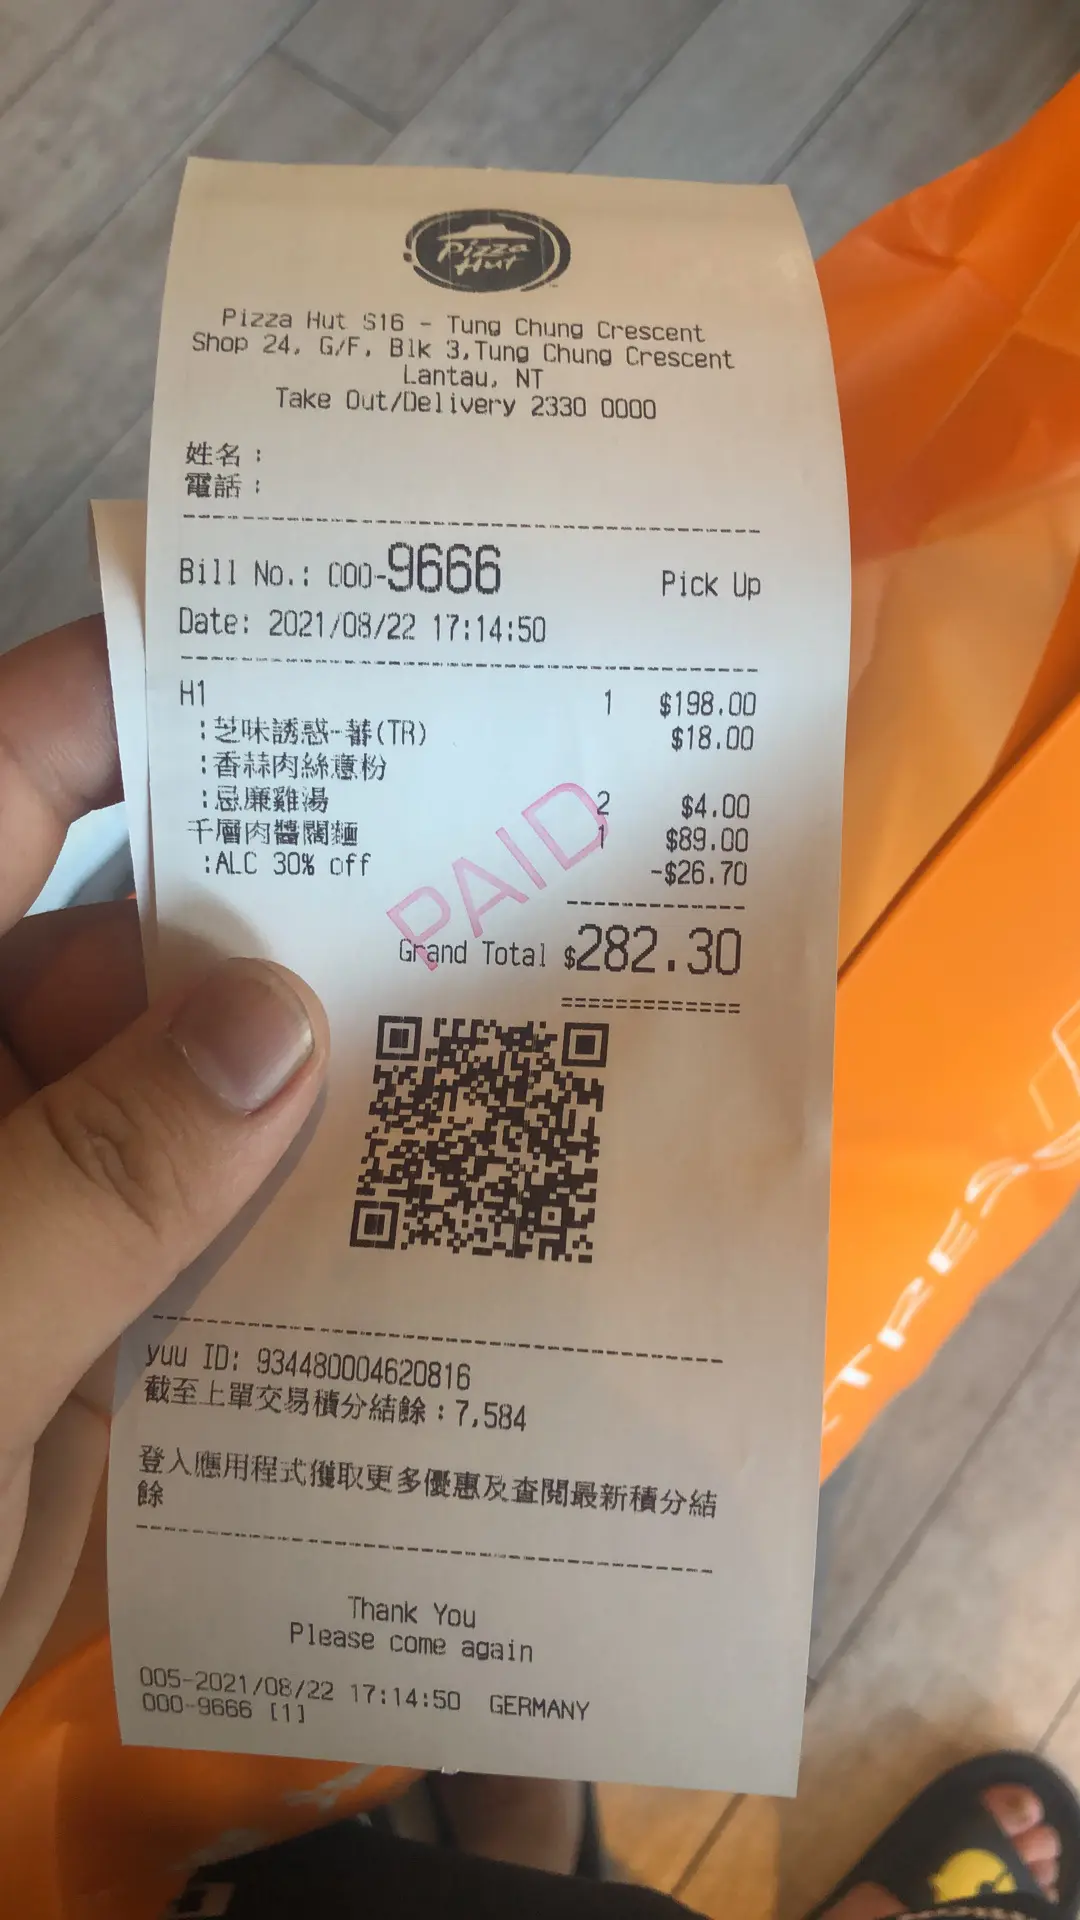 Pizza
Hut
Pizza Hut S16 - Tung Chung Crescent
Shop 24, G/F, Blk 3,Tung Chung Crescent
Lantau, NT
Take Out/Delivery 2330 0000
姓名：
電話：
Bill No.: 000-9666 Pick Up
Date: 2021/08/22 17:14:50
H1 1 $198.00
:芝味誘惑-蕃(TR) $18.00
:香蒜肉絲意粉
:忌廉雞湯 2 $4.00
千層肉醬闊麵 1 $89.00
:ALC 30% off -$26.70
PAID
Grand Total $282.30
yuu ID: 934480004620816
截至上單交易積分結餘：7,584
登入應用程式獲取更多優惠及查閱最新積分結
餘
Thank You
Please come again
005-2021/08/22 17:14:50 GERMANY
000-9666 [1]